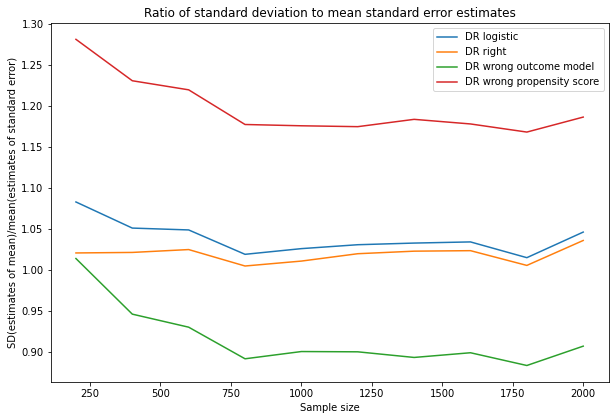 Ratio of standard deviation to mean standard error estimates
DR logistic
DR right
DR wrong outcome model
DR wrong propensity score
SD(estimates of mean)/mean(estimates of standard error)
1.30
1.25
1.20
1.15
1.10
1.05
1.00
0.95
0.90
250 500 750 1000 1250 1500 1750 2000
Sample size